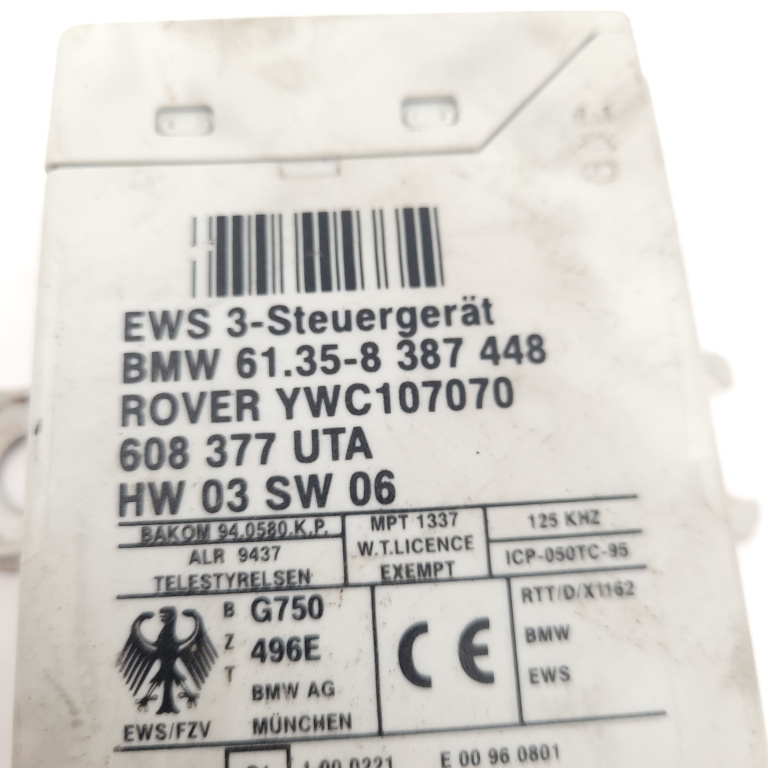 EWS 3-Steuergerät
BMW 61.35-8 387 448
ROVER YWC107070
608 377 UTA
HW 03 SW 06
BAKOM 94.0580.K.P.
ALR 9437
TELESTYRELSEN
MPT 1337
W.T.LICENCE
EXEMPT
125 KHZ
ICP-050TC-95
B Z T
G750
496E
BMW AG
MÜNCHEN
EWS/FZV
CE
RTT/D/X1162
BMW
EWS
E 00 96 0801